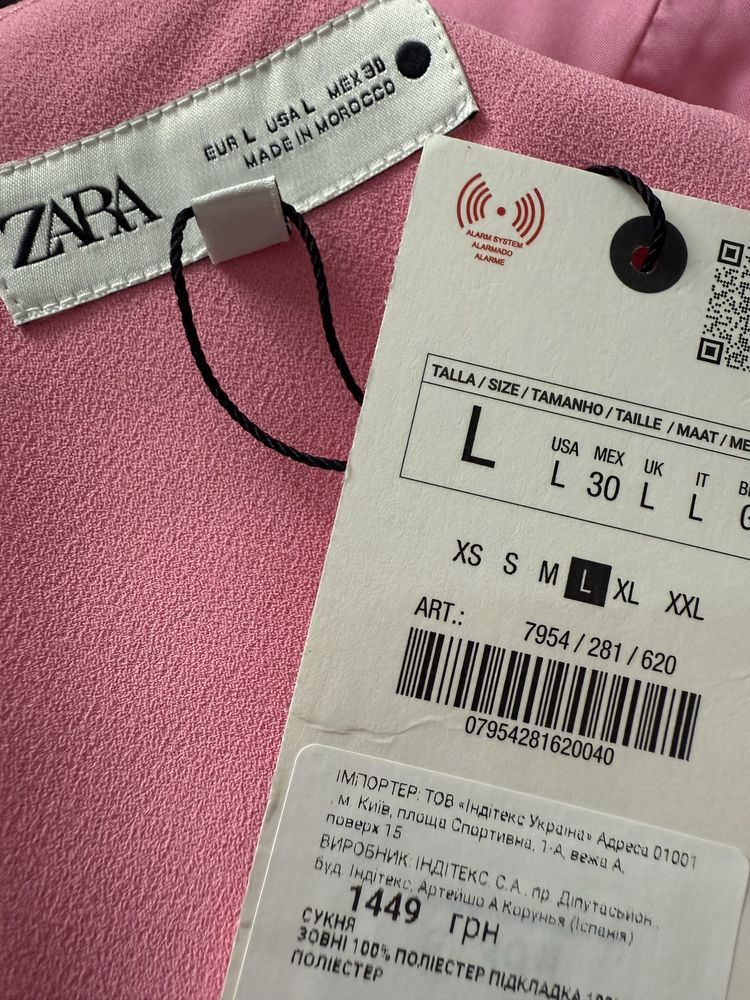 ZARA
EUR L USA L MEX 30
MADE IN MOROCCO
ALARM SYSTEM
ALARMADO
ALARME
TALLA / SIZE / TAMANHO / TAILLE / MAAT / ME
USA MEX UK IT
L L 30 L L
XS S M L XL XXL
ART.:
7954 / 281 / 620
07954281620040
ІМПОРТЕР: ТОВ «Індітекс Україна» Адреса 01001
, м. Київ, площа Спортивна, 1-А, вежа А,
поверх 15
ВИРОБНИК: ІНДІТЕКС, С.А., пр. Діпутасьйон,
буд. Індітекс, Артейшо А Корунья (Іспанія)
1449 грн
СУКНЯ
ЗОВНІ 100% ПОЛІЕСТЕР ПІДКЛАДКА
ПОЛІЕСТЕР